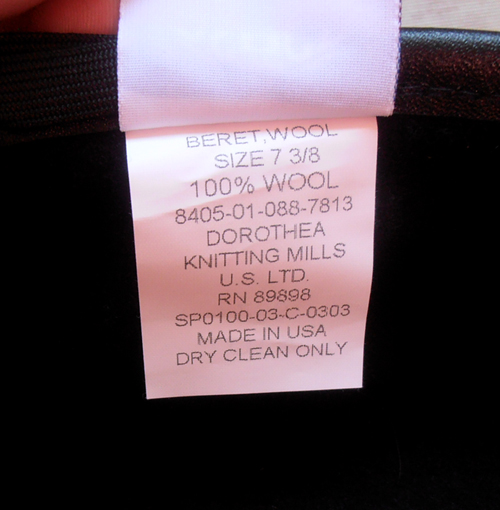 BERET,WOOL
SIZE 7 3/8
100% WOOL
8405-01-088-7813
DOROTHEA
KNITTING MILLS
U.S. LTD.
RN 89898
SP0100-03-C-0303
MADE IN USA
DRY CLEAN ONLY